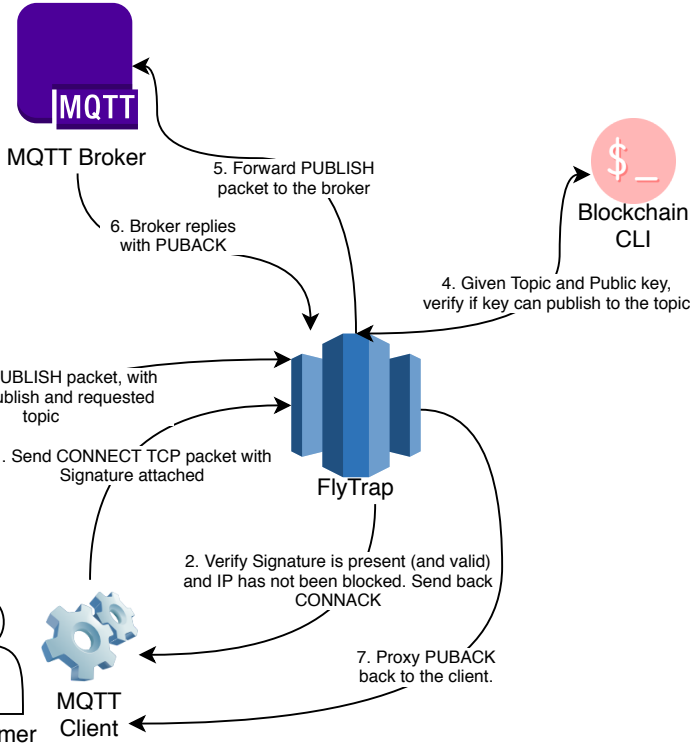 MQTT
MQTT Broker
5. Forward PUBLISH
packet to the broker
$_
Blockchain
CLI
6. Broker replies
with PUBACK
4. Given Topic and Public key,
verify if key can publish to the topic
UBLISH packet, with
ublish and requested
topic
. Send CONNECT TCP packet with
Signature attached
FlyTrap
2. Verify Signature is present (and valid)
and IP has not been blocked. Send back
CONNACK
7. Proxy PUBACK
back to the client.
MQTT
Client
mer